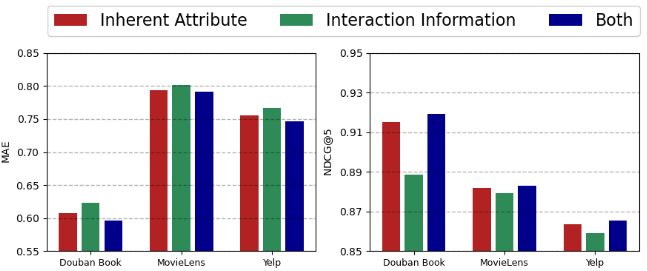 Inherent Attribute Interaction Information Both
0.85
0.80
0.75
0.70
0.65
0.60
0.55
MAE
Douban Book MovieLens Yelp
0.95
0.93
0.91
0.89
0.87
0.85
NDCG@5
Douban Book MovieLens Yelp